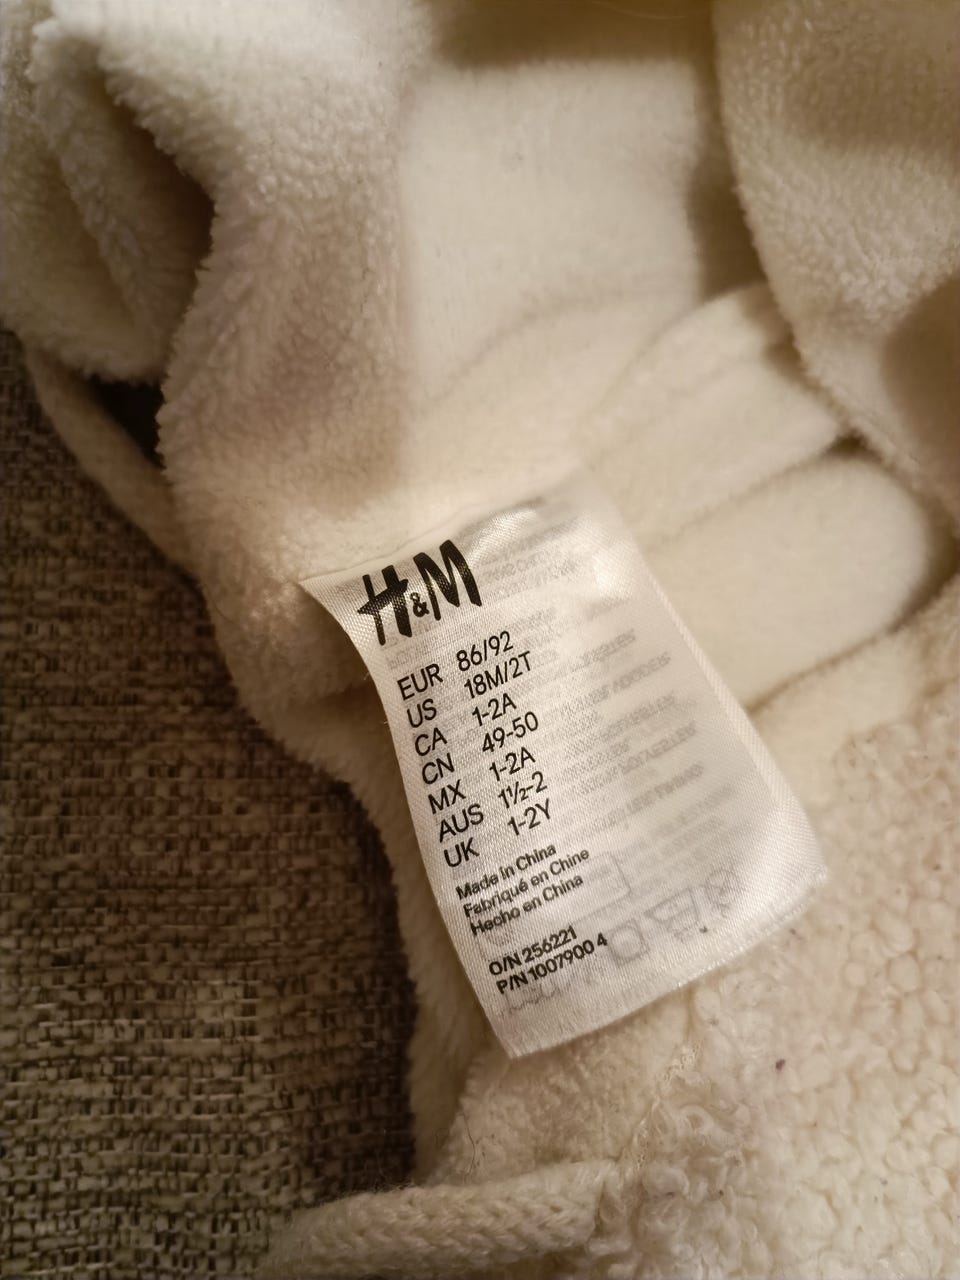 H&M
EUR 86/92
US 18M/2T
CA 1-2A
CN 49-50
MX 1-2A
AUS 1½-2
UK 1-2Y
Made in China
Fabriqué en Chine
Hecho en China
O/N 256221
P/N 1007900 4